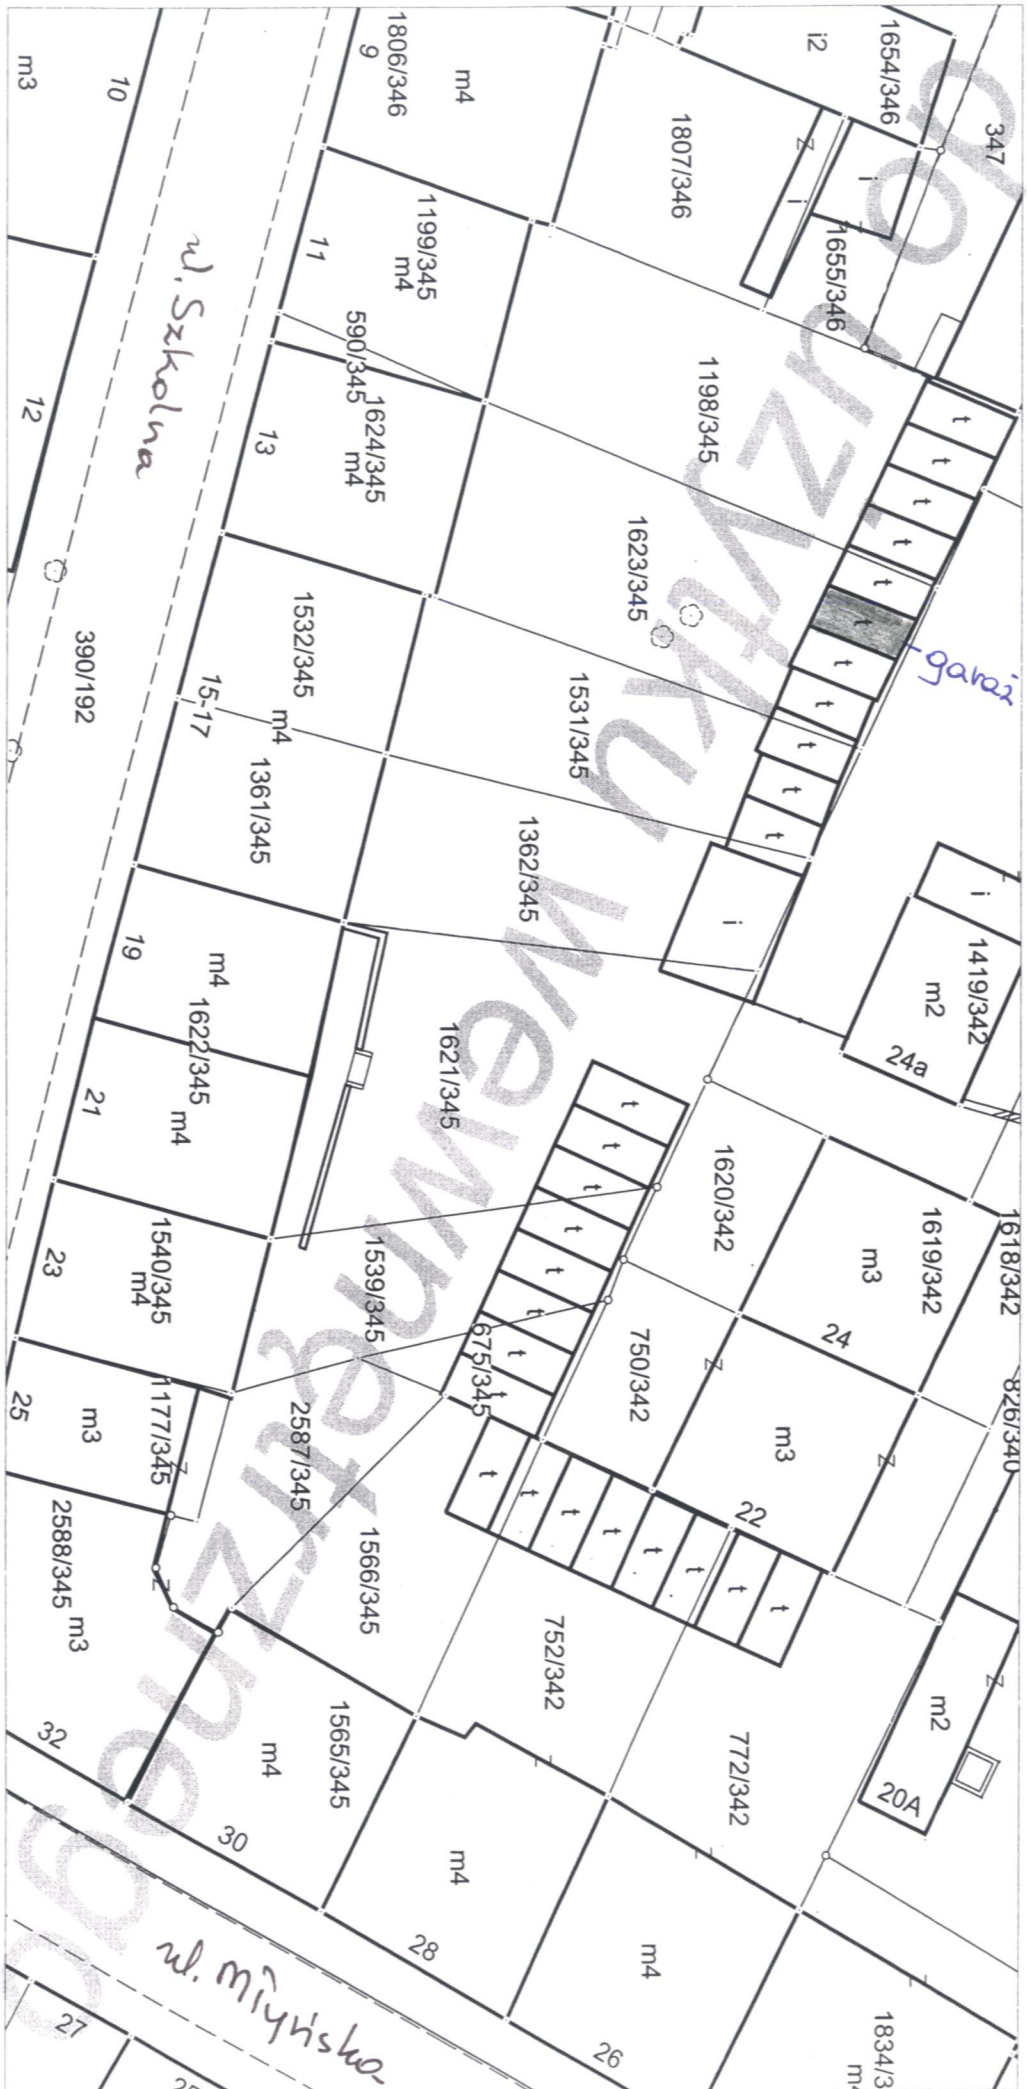 347
1654/346
i2
m4
1806/346
9
10
m3
1807/346
z
i
i
1655/346
1199/345
m4
11
ul. Szkolna
590/345
1198/345
t
t
t
t
t
t
t
t
t
t
t
garaż
1624/345
m4
13
12
1623/345
1532/345
m4
15-17
390/192
1531/345
1361/345
1362/345
i
i
1419/342
m2
24a
19
m4
1622/345
m4
21
1621/345
t
t
t
t
t
t
t
t
1620/342
1619/342
1618/342
m3
24
1540/345
m4
23
1539/345
675/345
750/342
z
m3
z
826/340
25
m3
1177/345
z
2587/345
t
t
t
t
t
t
t
t
22
2588/345
m3
z
1566/345
752/342
772/342
z
m2
20A
32
m4
1565/345
30
m4
28
m4
26
1834/3
m4
ul. Młyńska
27
25
do użytku wewnętrznego